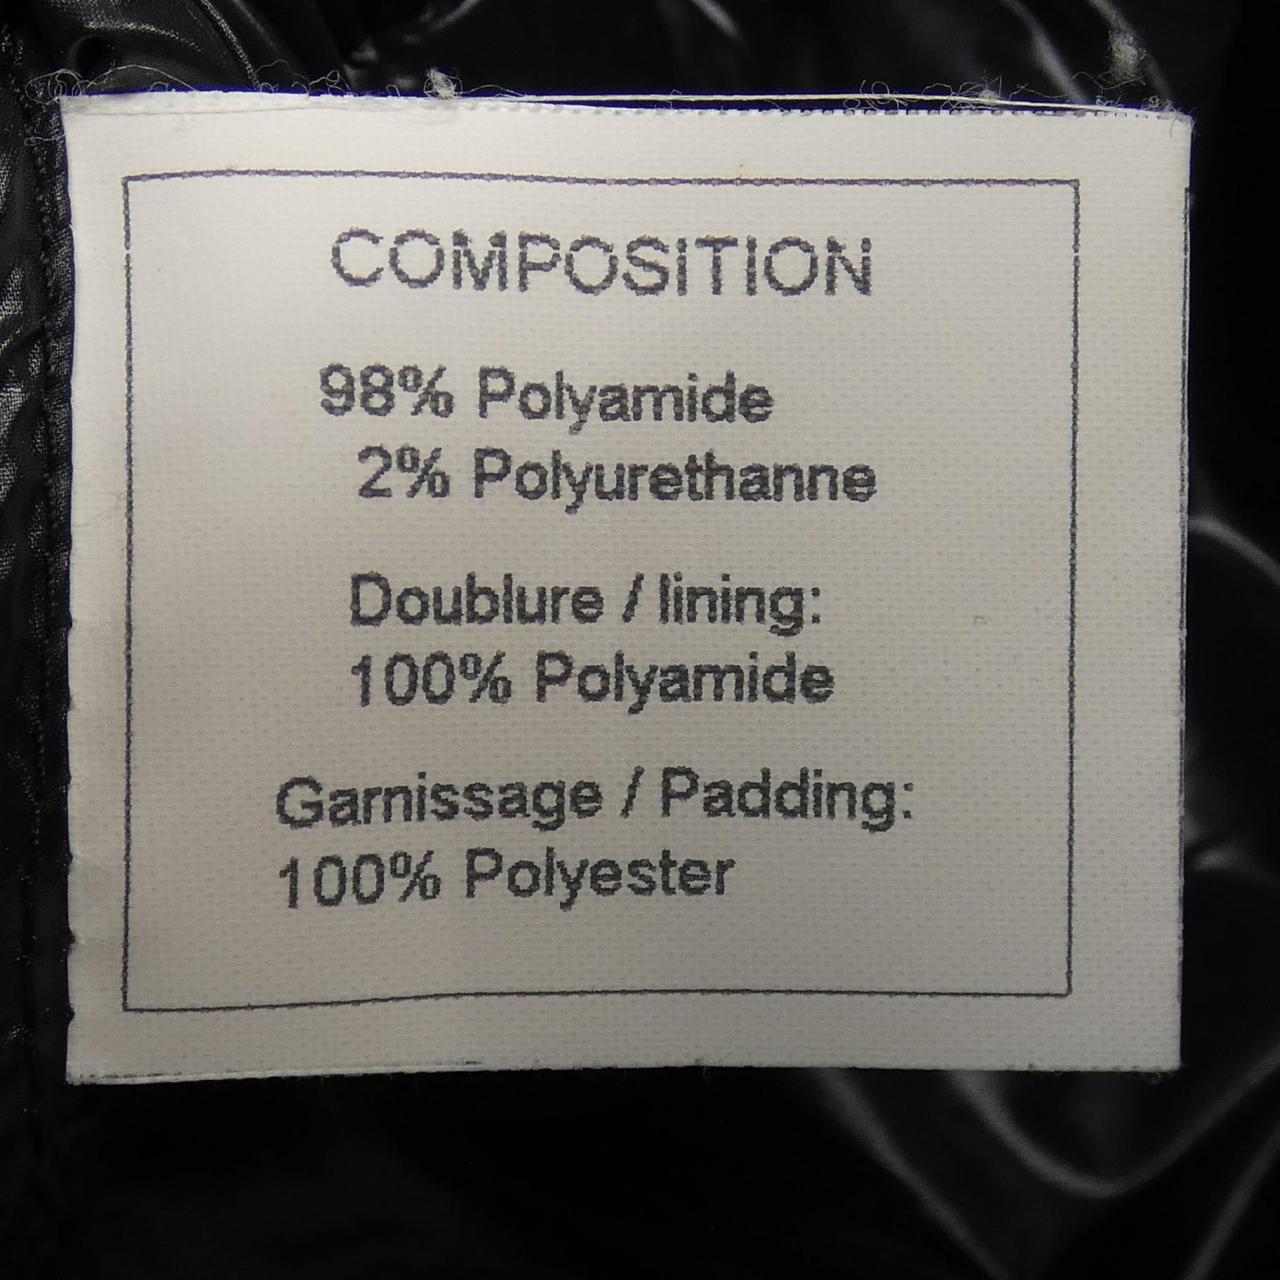 COMPOSITION
98% Polyamide
2% Polyurethanne
Doublure / lining:
100% Polyamide
Garnissage / Padding:
100% Polyester